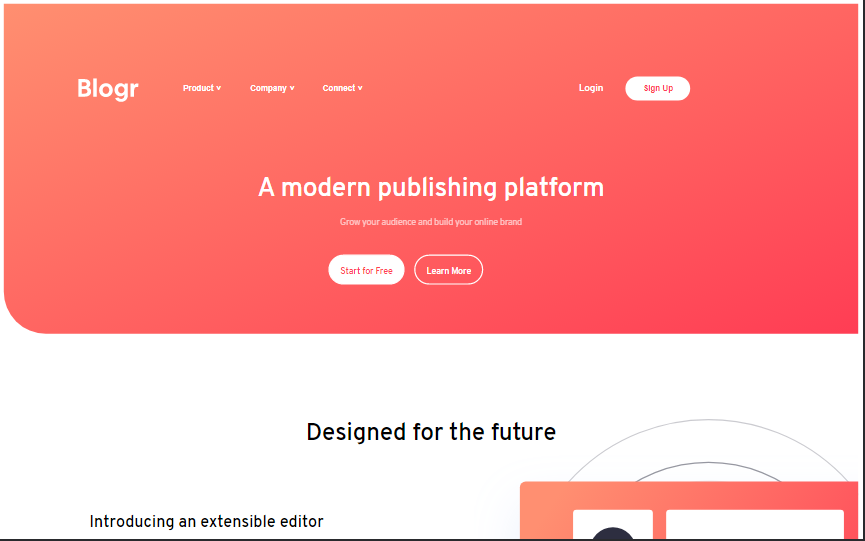 Blogr Product Company Connect Login Sign Up
A modern publishing platform
Grow your audience and build your online brand
Start for Free Learn More
Designed for the future
Introducing an extensible editor